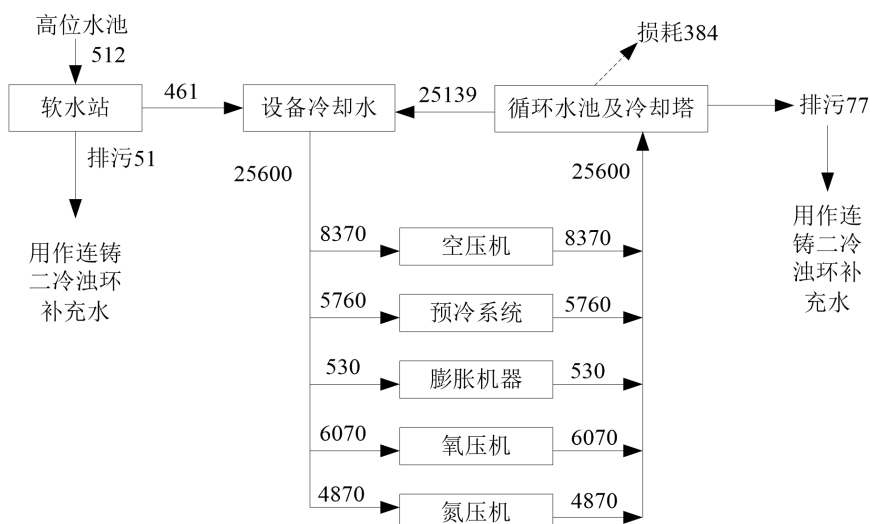 高位水池
512
损耗384
软水站
461
设备冷却水
25139
循环水池及冷却塔
排污77
排污51
25600
25600
用作连铸
二冷浊环
补充水
用作连
铸二冷
浊环补
充水
8370
空压机
8370
5760
预冷系统
5760
530
膨胀机器
530
6070
氧压机
6070
4870
氮压机
4870